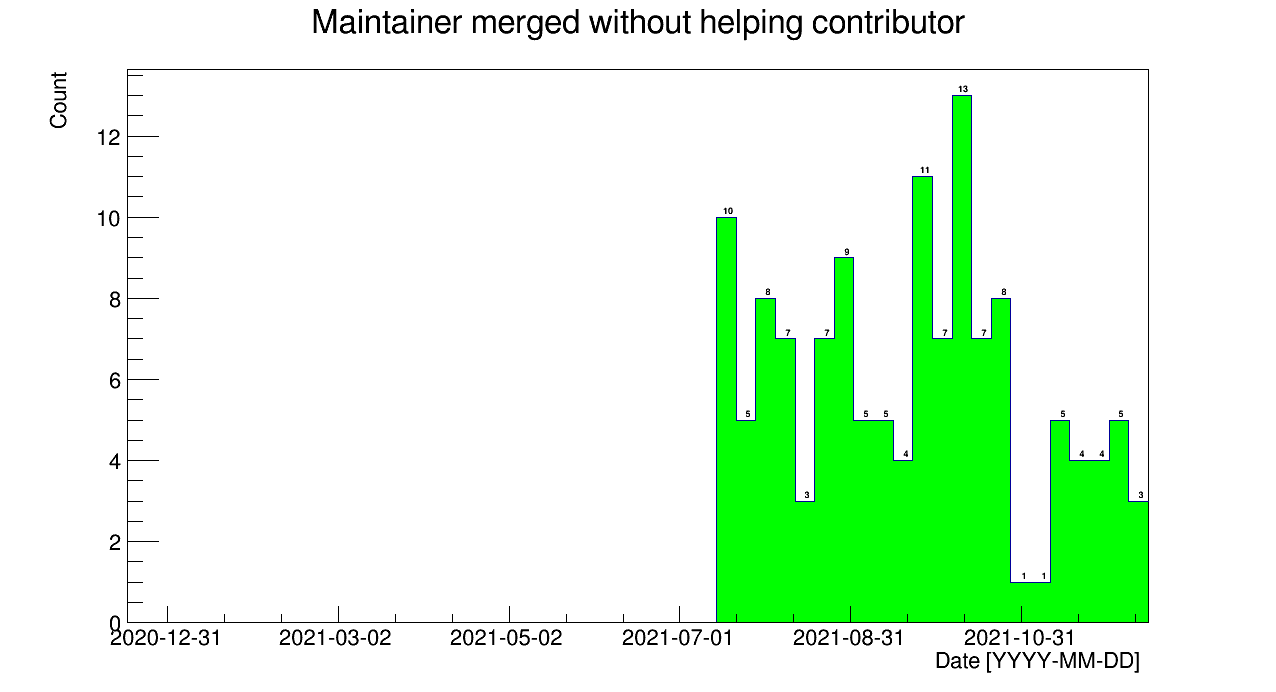 Maintainer merged without helping contributor
Count
12
10
8
6
4
2
0
10 5 8 7 3 7 9 5 5 4 11 7 13 7 8 1 1 5 4 4 5 3
2020-12-31 2021-03-02 2021-05-02 2021-07-01 2021-08-31 2021-10-31
Date [YYYY-MM-DD]